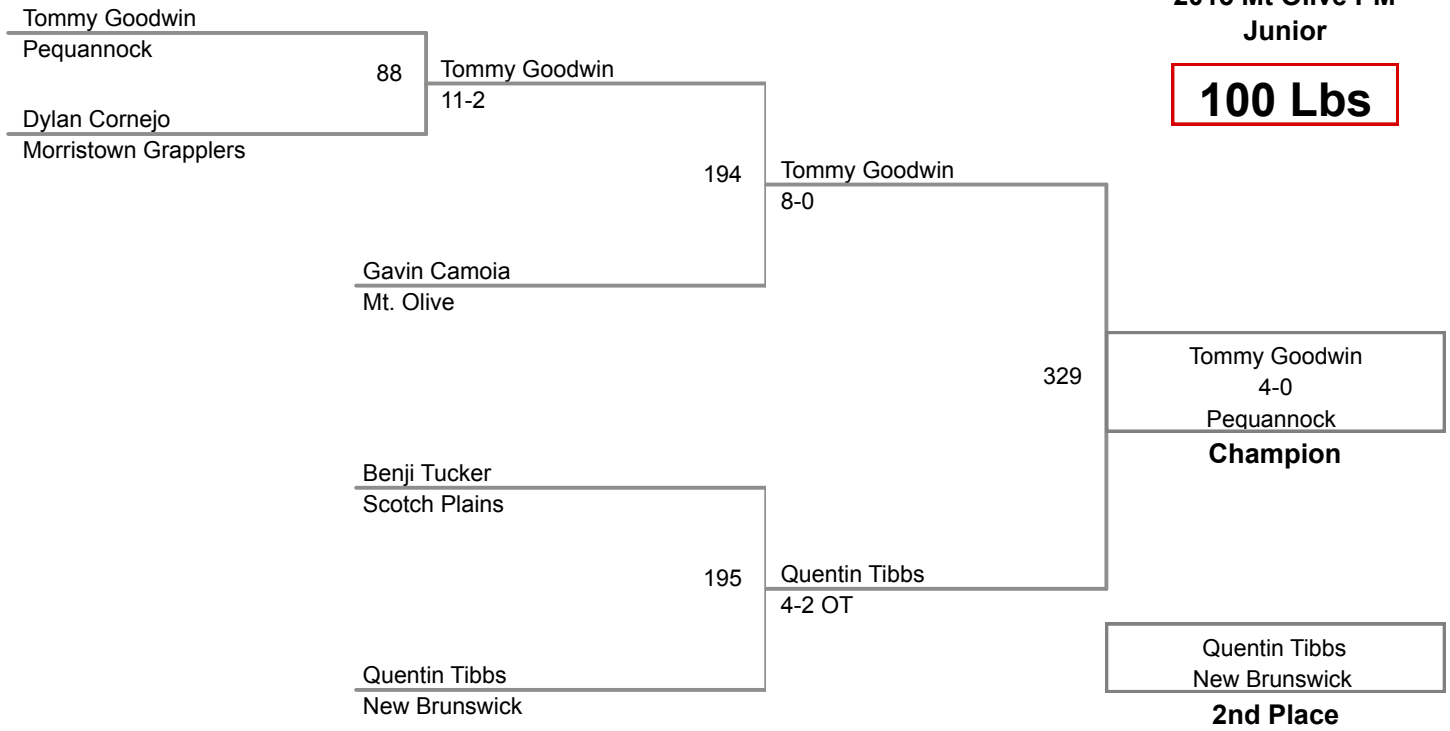 Junior
100 Lbs
Tommy Goodwin
Pequannock
88
Dylan Cornejo
Morristown Grapplers
Tommy Goodwin
11-2
194
Gavin Camoia
Mt. Olive
Tommy Goodwin
8-0
Benji Tucker
Scotch Plains
195
Quentin Tibbs
New Brunswick
Quentin Tibbs
4-2 OT
329
Tommy Goodwin
4-0
Pequannock
Champion
Quentin Tibbs
New Brunswick
2nd Place